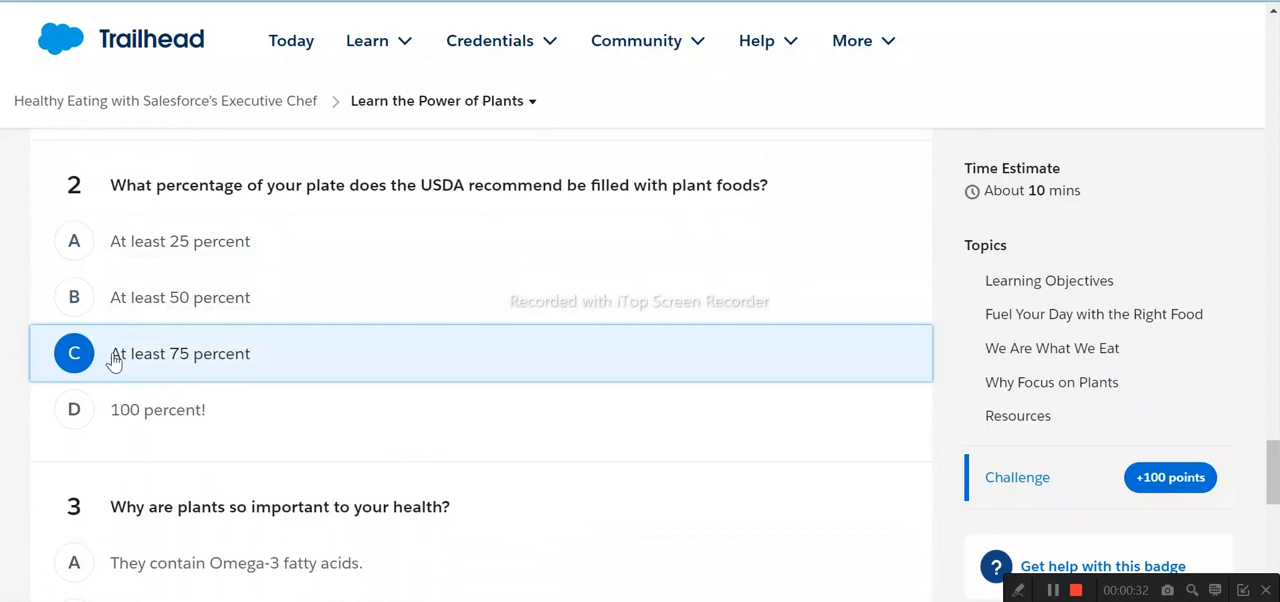 Trailhead
Today Learn Credentials Community Help More
Healthy Eating with Salesforce's Executive Chef > Learn the Power of Plants
2 What percentage of your plate does the USDA recommend be filled with plant foods?
A At least 25 percent
B At least 50 percent
C At least 75 percent
D 100 percent!
3 Why are plants so important to your health?
A They contain Omega-3 fatty acids.
Recorded with iTop Screen Recorder
Time Estimate
About 10 mins
Topics
Learning Objectives
Fuel Your Day with the Right Food
We Are What We Eat
Why Focus on Plants
Resources
Challenge +100 points
? Get help with this badge
00:00:32